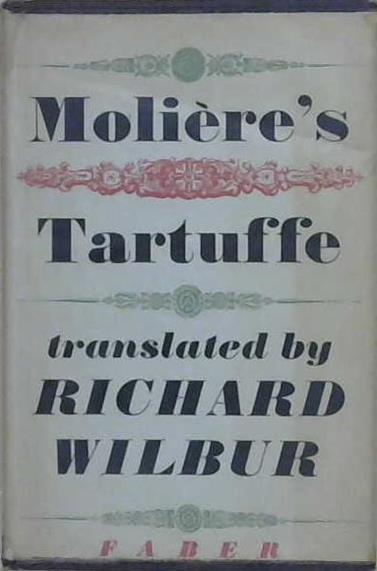 Molière's
Tartuffe
translated by
RICHARD
WILBUR
FABER